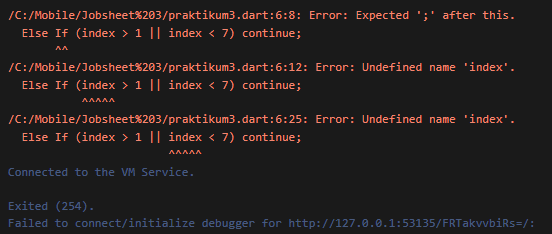 /C:/Mobile/Jobsheet%203/praktikum3.dart:6:8: Error: Expected ';' after this.
  Else If (index > 1 || index < 7) continue;
       ^^
/C:/Mobile/Jobsheet%203/praktikum3.dart:6:12: Error: Undefined name 'index'.
  Else If (index > 1 || index < 7) continue;
           ^^^^^
/C:/Mobile/Jobsheet%203/praktikum3.dart:6:25: Error: Undefined name 'index'.
  Else If (index > 1 || index < 7) continue;
                        ^^^^^
Connected to the VM Service.

Exited (254).
Failed to connect/initialize debugger for http://127.0.0.1:53135/FRTakvvbiRs=/: